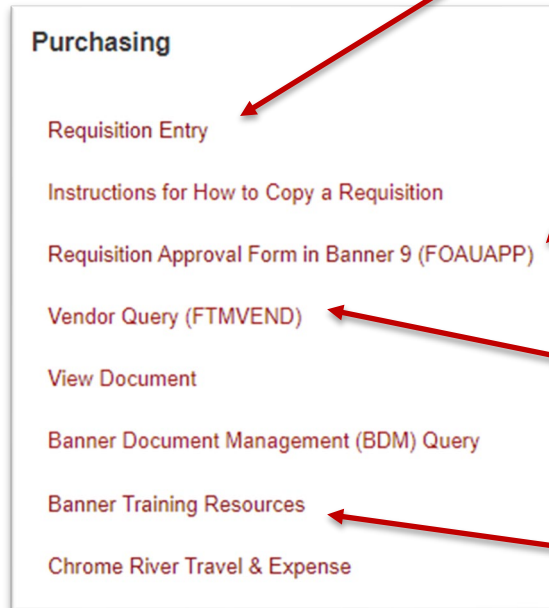 Purchasing
Requisition Entry
Instructions for How to Copy a Requisition
Requisition Approval Form in Banner 9 (FOAUAPP)
Vendor Query (FTMVEND)
View Document
Banner Document Management (BDM) Query
Banner Training Resources
Chrome River Travel & Expense